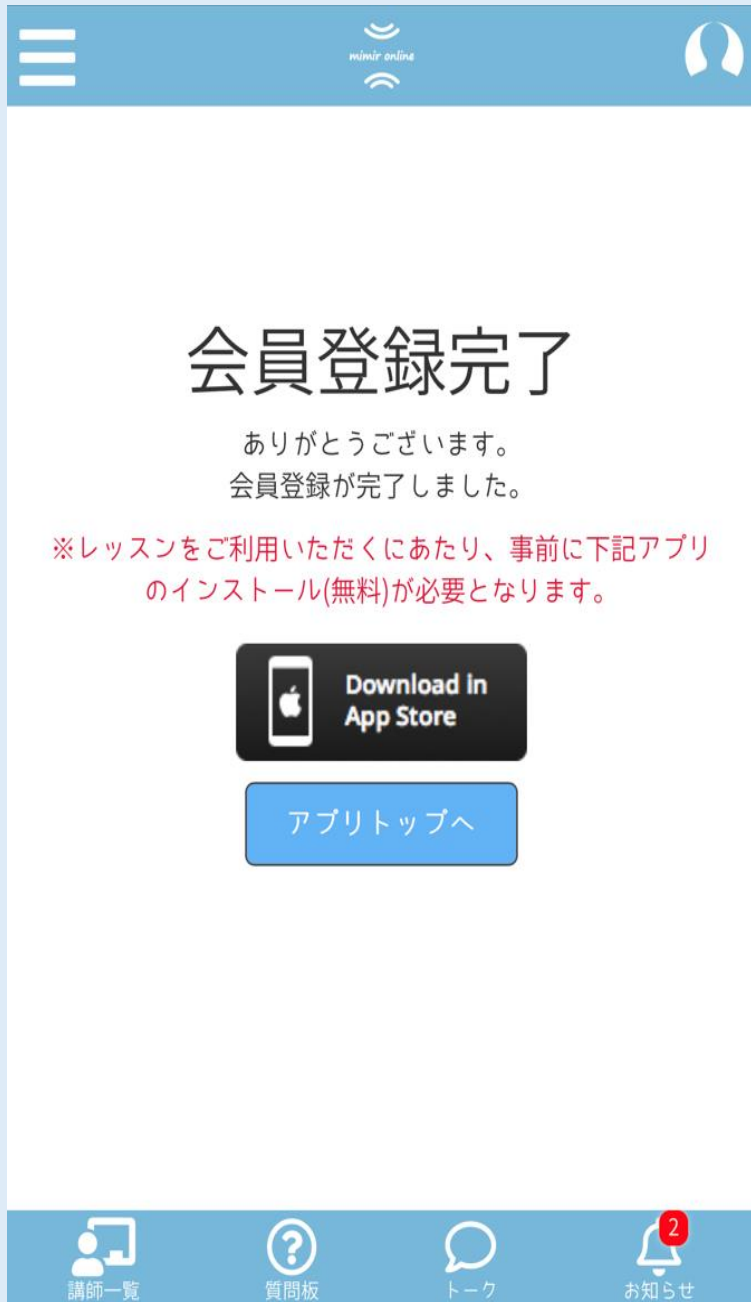 mimir online
会員登録完了
ありがとうございます。
会員登録が完了しました。
※レッスンをご利用いただくにあたり、事前に下記アプリ
のインストール(無料)が必要となります。
Download in
App Store
アプリトップへ
2
講師一覧
質問板
トーク
お知らせ